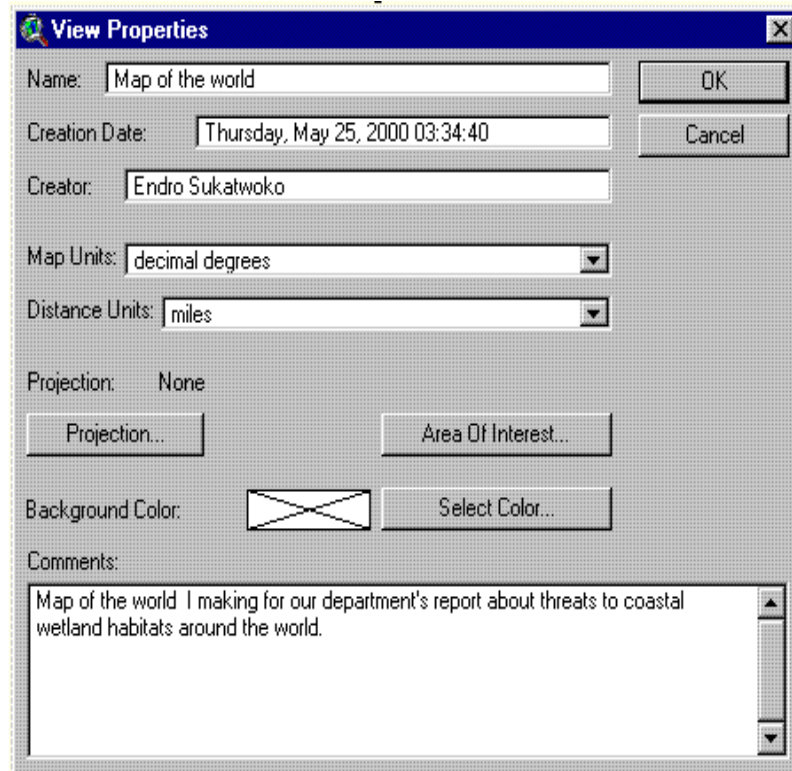 View Properties
Name: Map of the world
OK
Creation Date: Thursday, May 25, 2000 03:34:40
Cancel
Creator: Endro Sukatwoko
Map Units: decimal degrees
Distance Units: miles
Projection: None
Projection... Area Of Interest...
Background Color: Select Color...
Comments:
Map of the world I making for our department's report about threats to coastal
wetland habitats around the world.